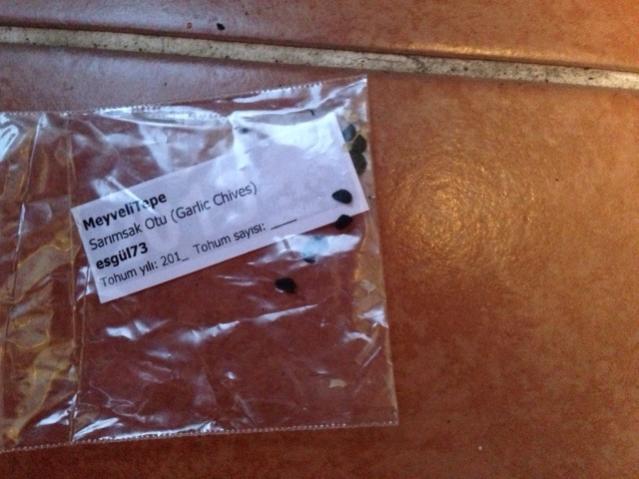 MeyveliTepe
Sarımsak Otu (Garlic Chives)
esgül73
Tohum yılı: 201_ Tohum sayısı: ____